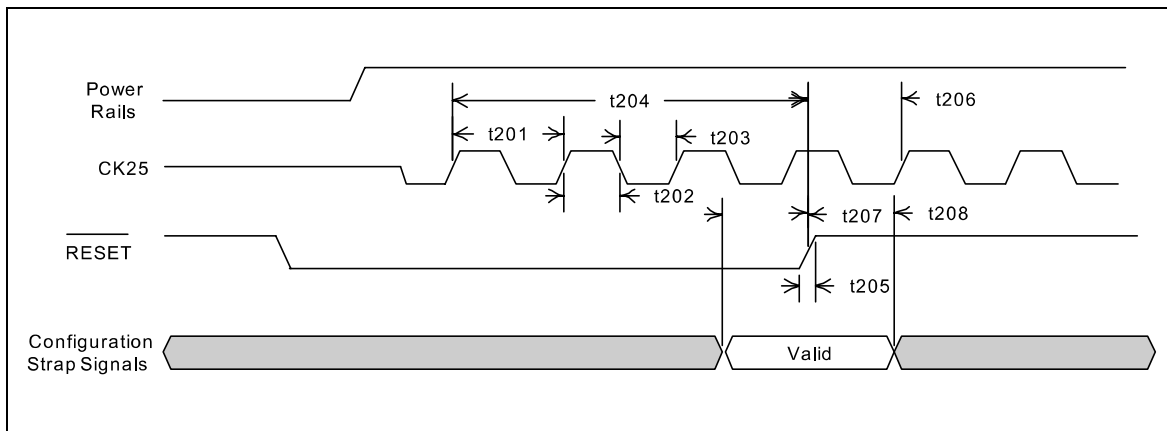 Power
Rails
t204
t206
t201
t203
CK25
t202
t207
t208
RESET
t205
Configuration
Strap Signals
Valid